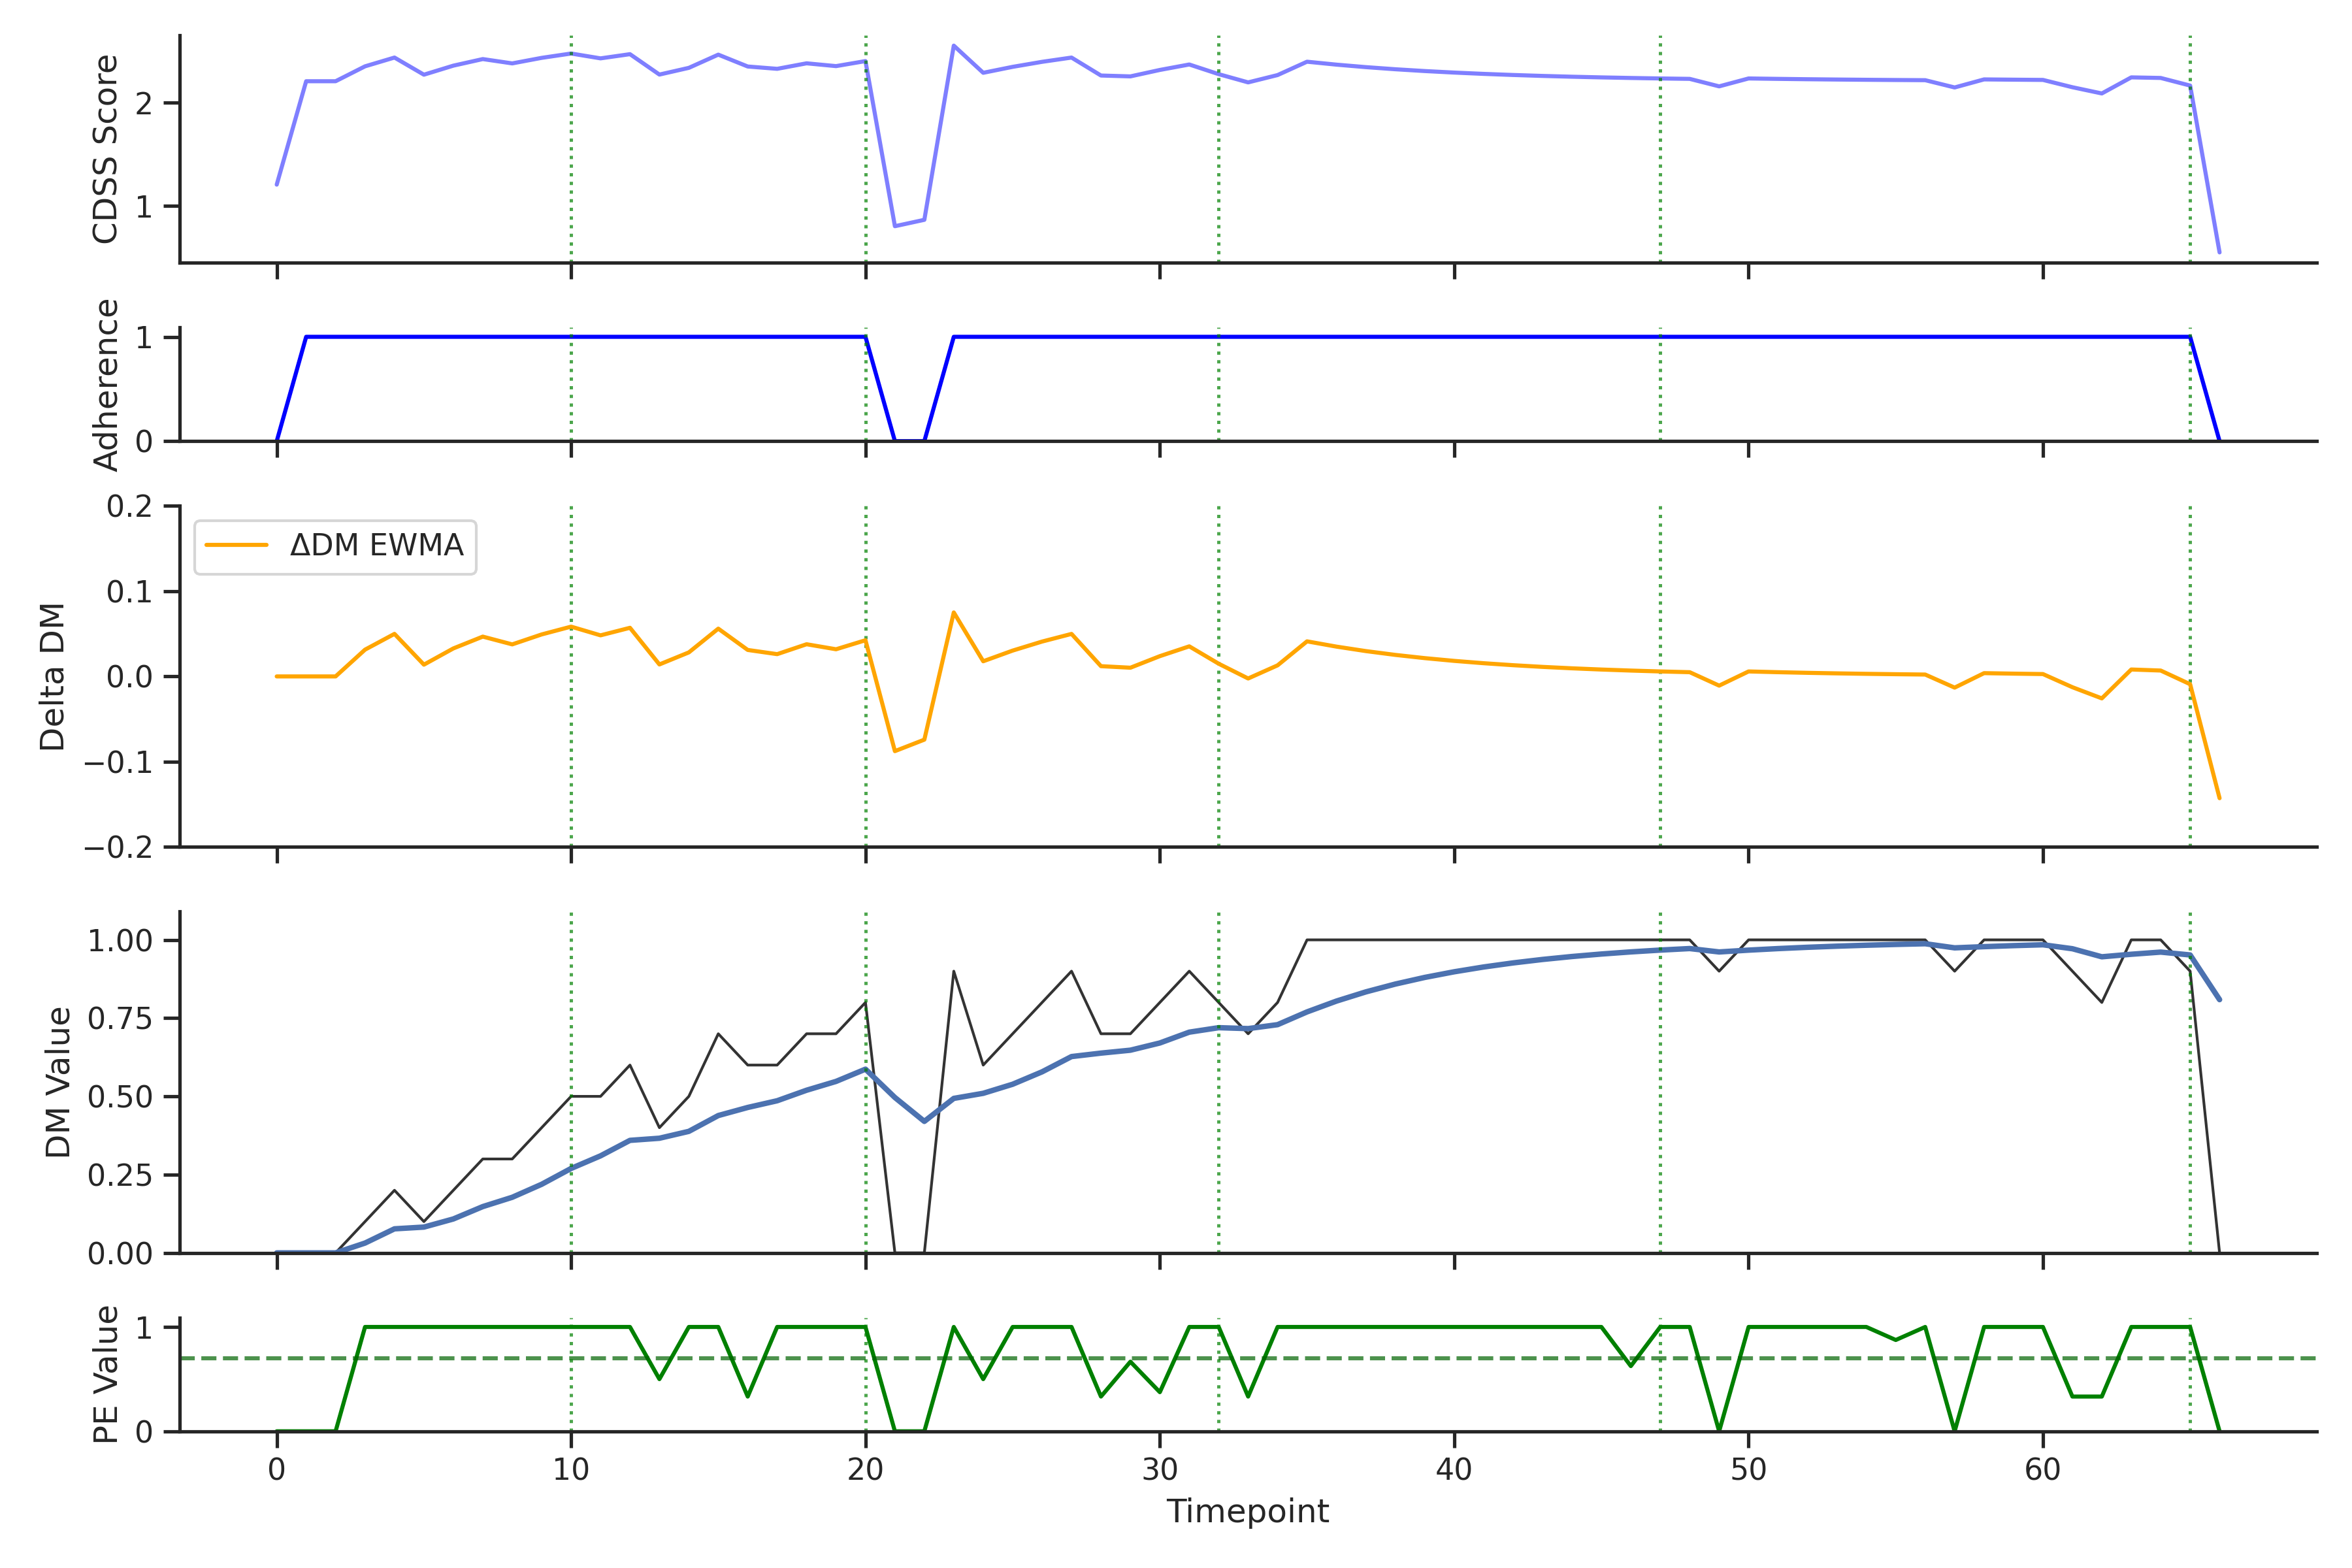 CDSS Score
2
1
Adherence
1
0
Delta DM
0.2
0.1
0.0
−0.1
−0.2
ΔDM EWMA
DM Value
1.00
0.75
0.50
0.25
0.00
PE Value
1
0
0 10 20 30 40 50 60
Timepoint